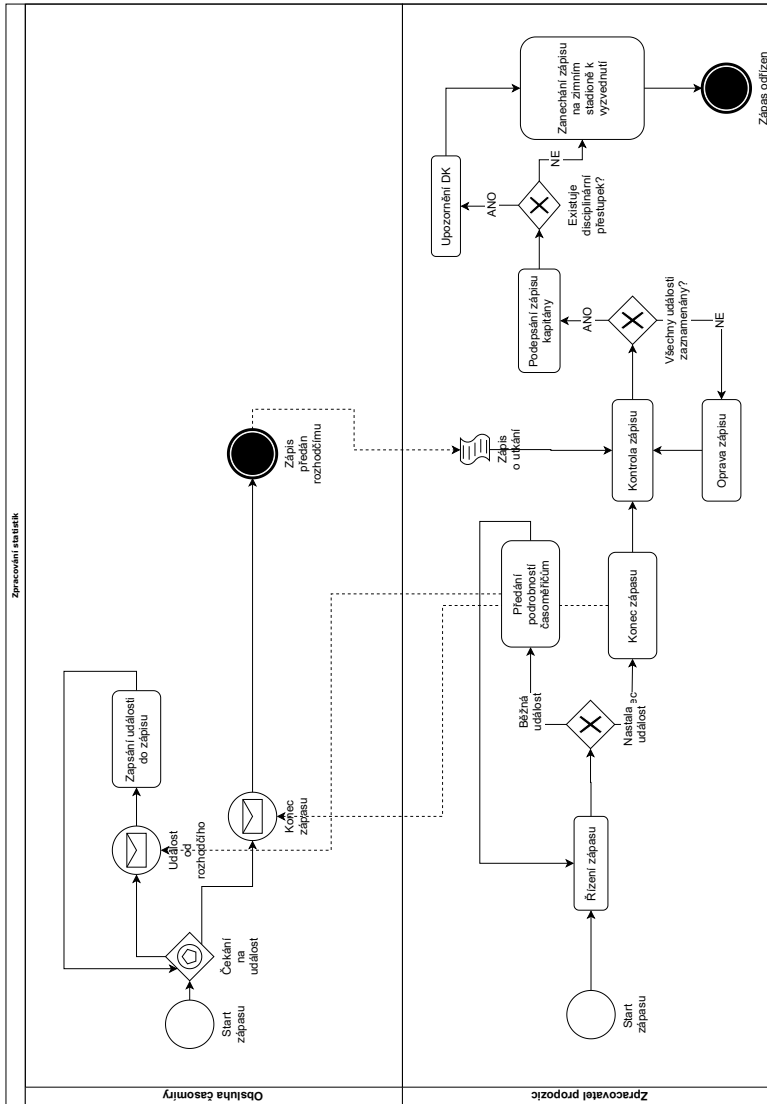 Zpracování statistik
Obsluha časomíry
Start
zápasu
Čekání
na
událost
Událost
od
rozhodčího
Zapsání události
do zápisu
Konec
zápasu
Zápis
předán
rozhodčímu
Zpracovatel propozic
Start
zápasu
Řízení zápasu
Běžná
událost
Nastala
událost
Předání
podrobností
časoměřičům
Konec zápasu
Zápis
o utkání
Kontrola zápisu
Oprava zápisu
Všechny události
zaznamenány?
ANO
NE
Podepsání zápisu
kapitány
Existuje
disciplinární
přestupek?
ANO
NE
Upozornění DK
Zanechání zápisu
na zimním
stadioně k
vyzvednutí
Zápas odřízen